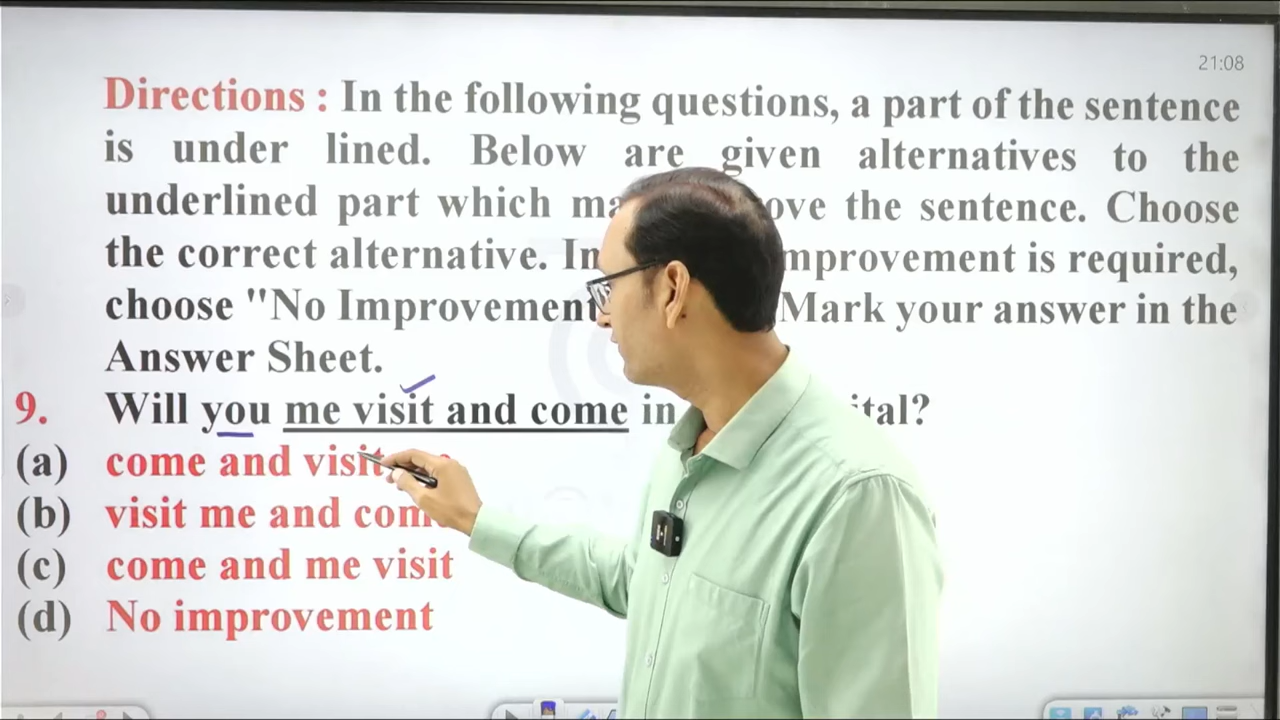 21:08
Directions : In the following questions, a part of the sentence
is under lined. Below are given alternatives to the
underlined part which ove the sentence. Choose
the correct alternative. In mprovement is required,
choose "No Improvement Mark your answer in the
Answer Sheet.
9. Will you me visit and come in ital?
(a) come and visit
(b) visit me and com
(c) come and me visit
(d) No improvement